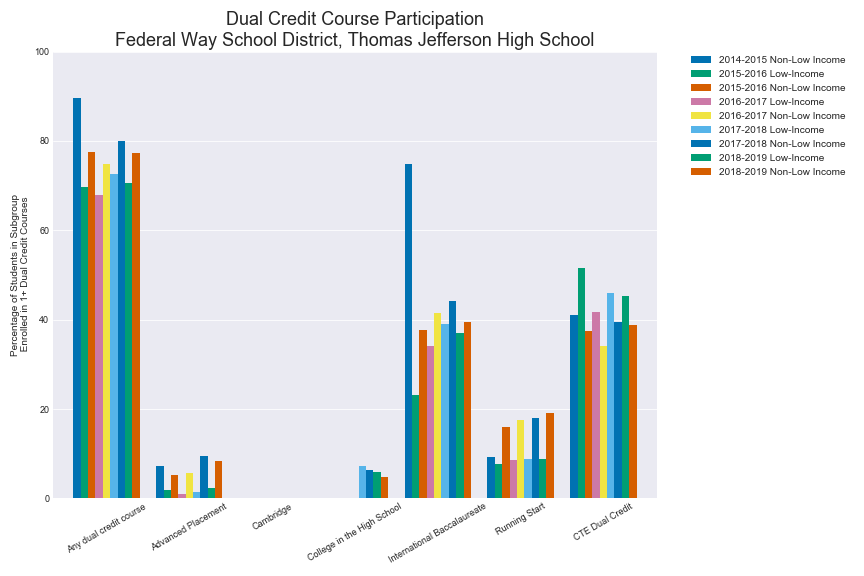 Dual Credit Course Participation
Federal Way School District, Thomas Jefferson High School
2014-2015 Non-Low Income
2015-2016 Low-Income
2015-2016 Non-Low Income
2016-2017 Low-Income
2016-2017 Non-Low Income
2017-2018 Low-Income
2017-2018 Non-Low Income
2018-2019 Low-Income
2018-2019 Non-Low Income
Percentage of Students in Subgroup
Enrolled in 1+ Dual Credit Courses
100
80
60
40
20
0
Any dual credit course
Advanced Placement
Cambridge
College in the High School
International Baccalaureate
Running Start
CTE Dual Credit